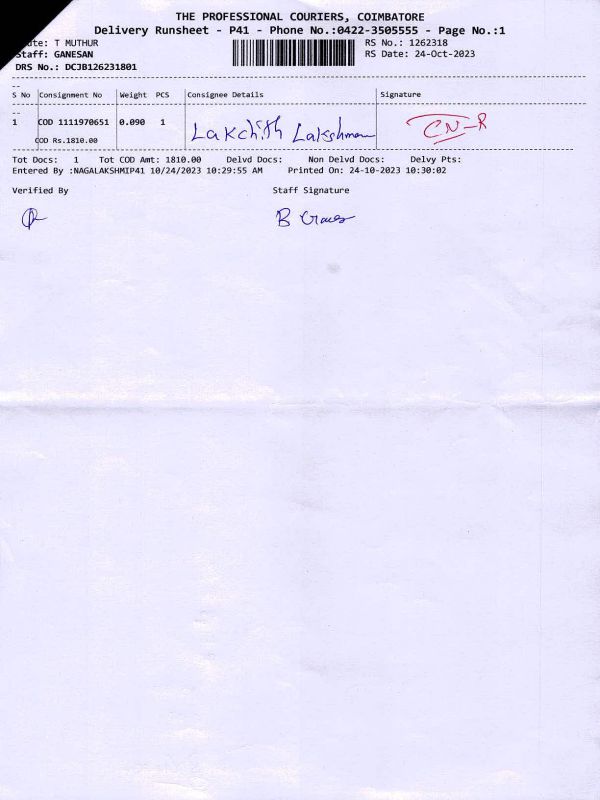 THE PROFESSIONAL COURIERS, COIMBATORE
Delivery Runsheet - P41 - Phone No.:0422-3505555 - Page No.:1
T MUTHUR RS No.: 1262318
Staff: GANESAN RS Date: 24-Oct-2023
DRS No.: DCJB126231801
S No Consignment No Weight PCS Consignee Details Signature
1 COD 1111970651 0.090 1 Lakchith Lakshman CN-R
COD Rs.1810.00
Tot Docs: 1 Tot COD Amt: 1810.00 Delvd Docs: Non Delvd Docs: Delvy Pts:
Entered By :NAGALAKSHMIP41 10/24/2023 10:29:55 AM Printed On: 24-10-2023 10:30:02
Verified By Staff Signature
B